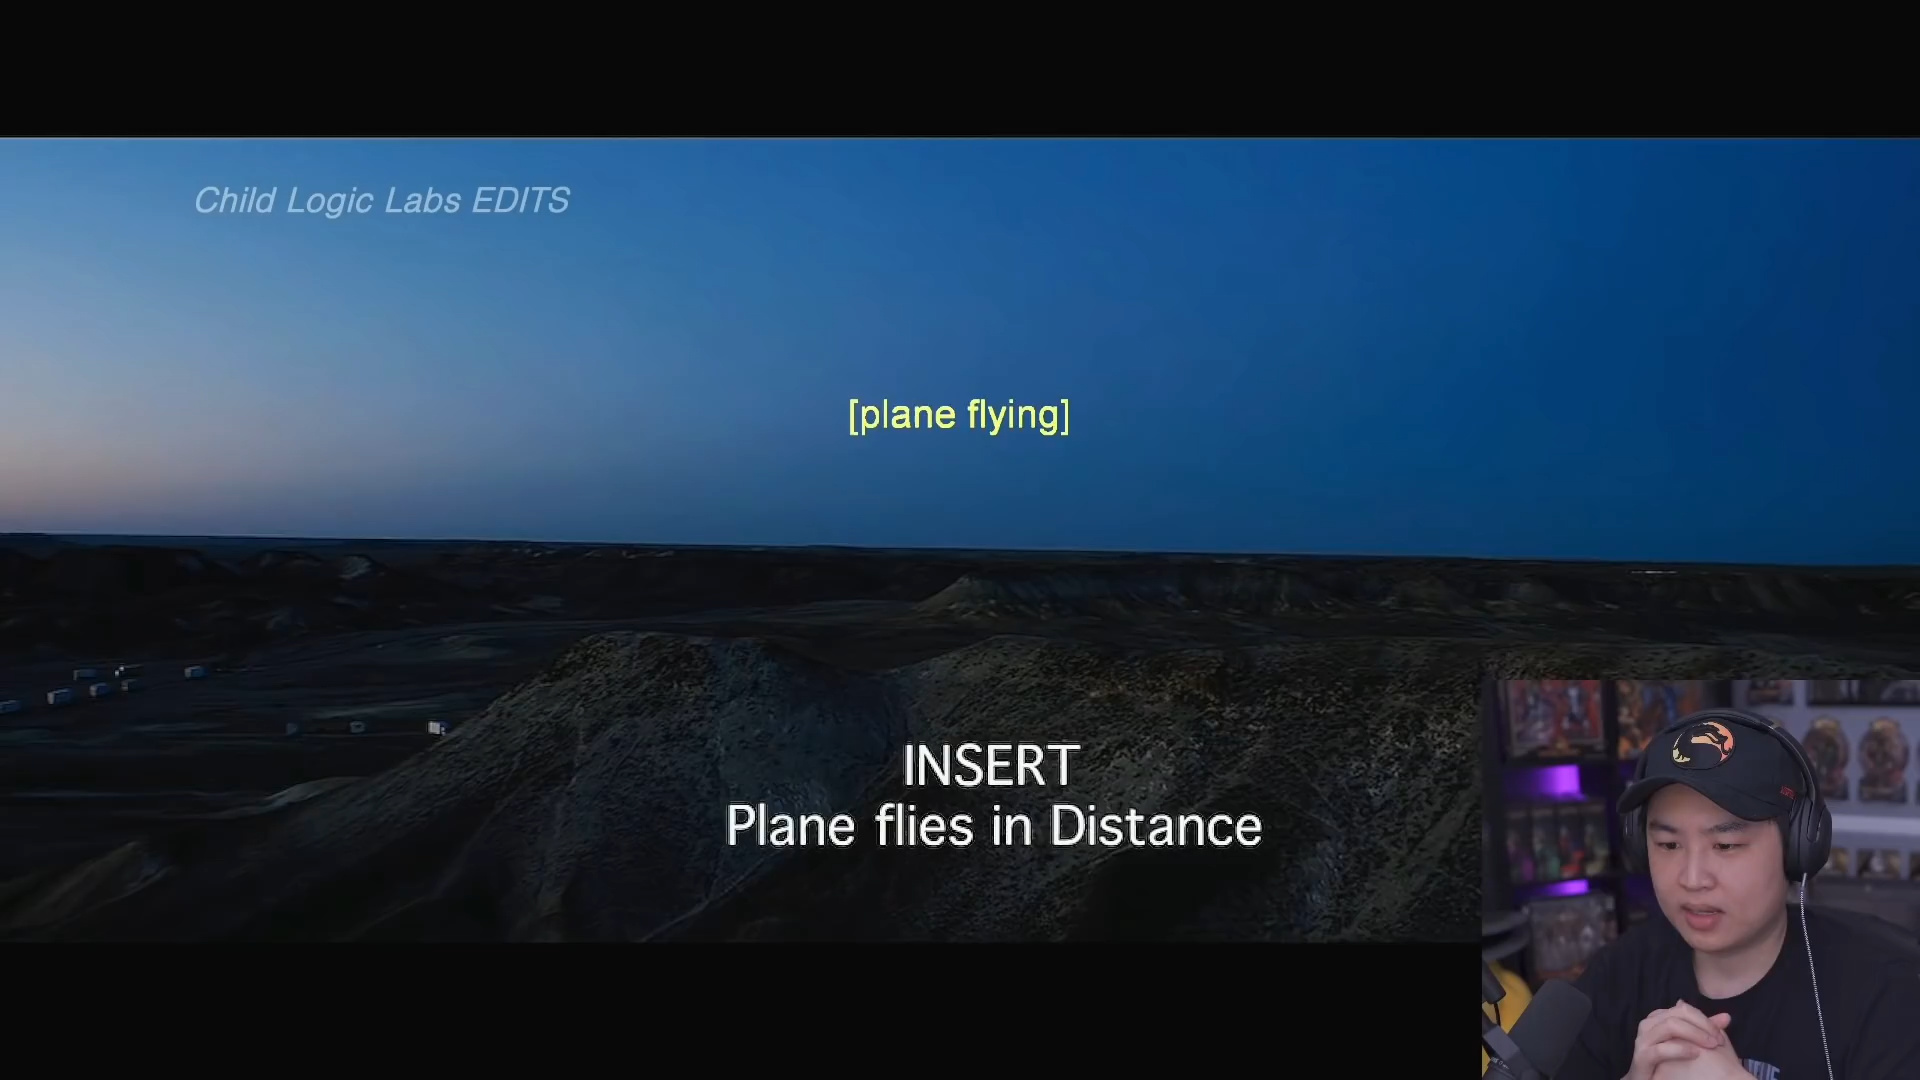 Child Logic Labs EDITS
[plane flying]
INSERT
Plane flies in Distance